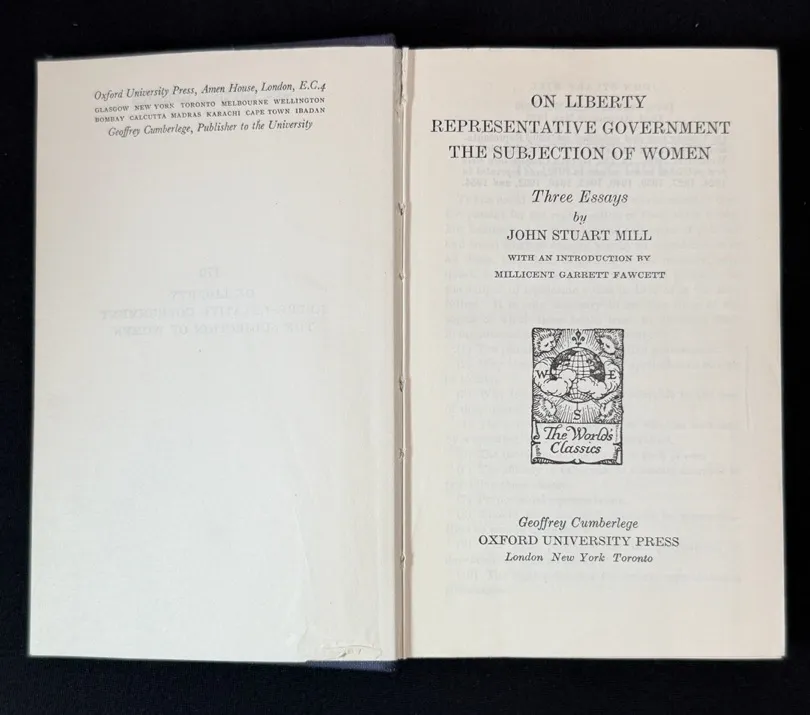 Oxford University Press, Amen House, London, E.C.4
GLASGOW NEW YORK TORONTO MELBOURNE WELLINGTON
BOMBAY CALCUTTA MADRAS KARACHI CAPE TOWN IBADAN
Geoffrey Cumberlege, Publisher to the University
ON LIBERTY
REPRESENTATIVE GOVERNMENT
THE SUBJECTION OF WOMEN
Three Essays
by
JOHN STUART MILL
WITH AN INTRODUCTION BY
MILLICENT GARRETT FAWCETT
W E
S
The World's
Classics
Geoffrey Cumberlege
OXFORD UNIVERSITY PRESS
London New York Toronto